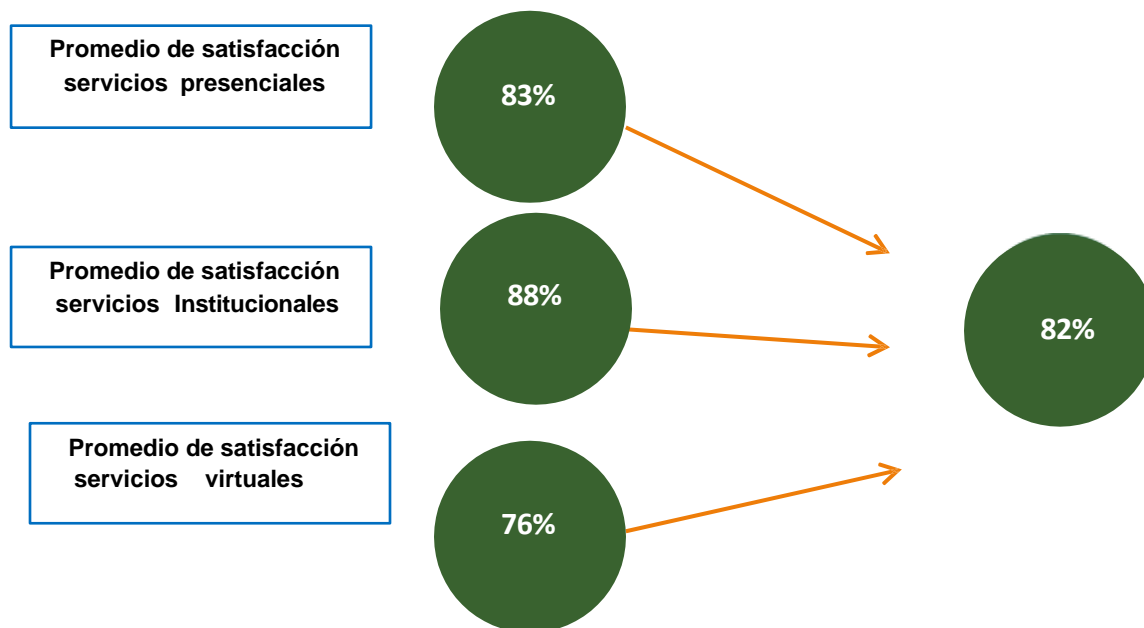 Promedio de satisfacción
servicios presenciales
83%
Promedio de satisfacción
servicios Institucionales
88%
82%
Promedio de satisfacción
servicios virtuales
76%